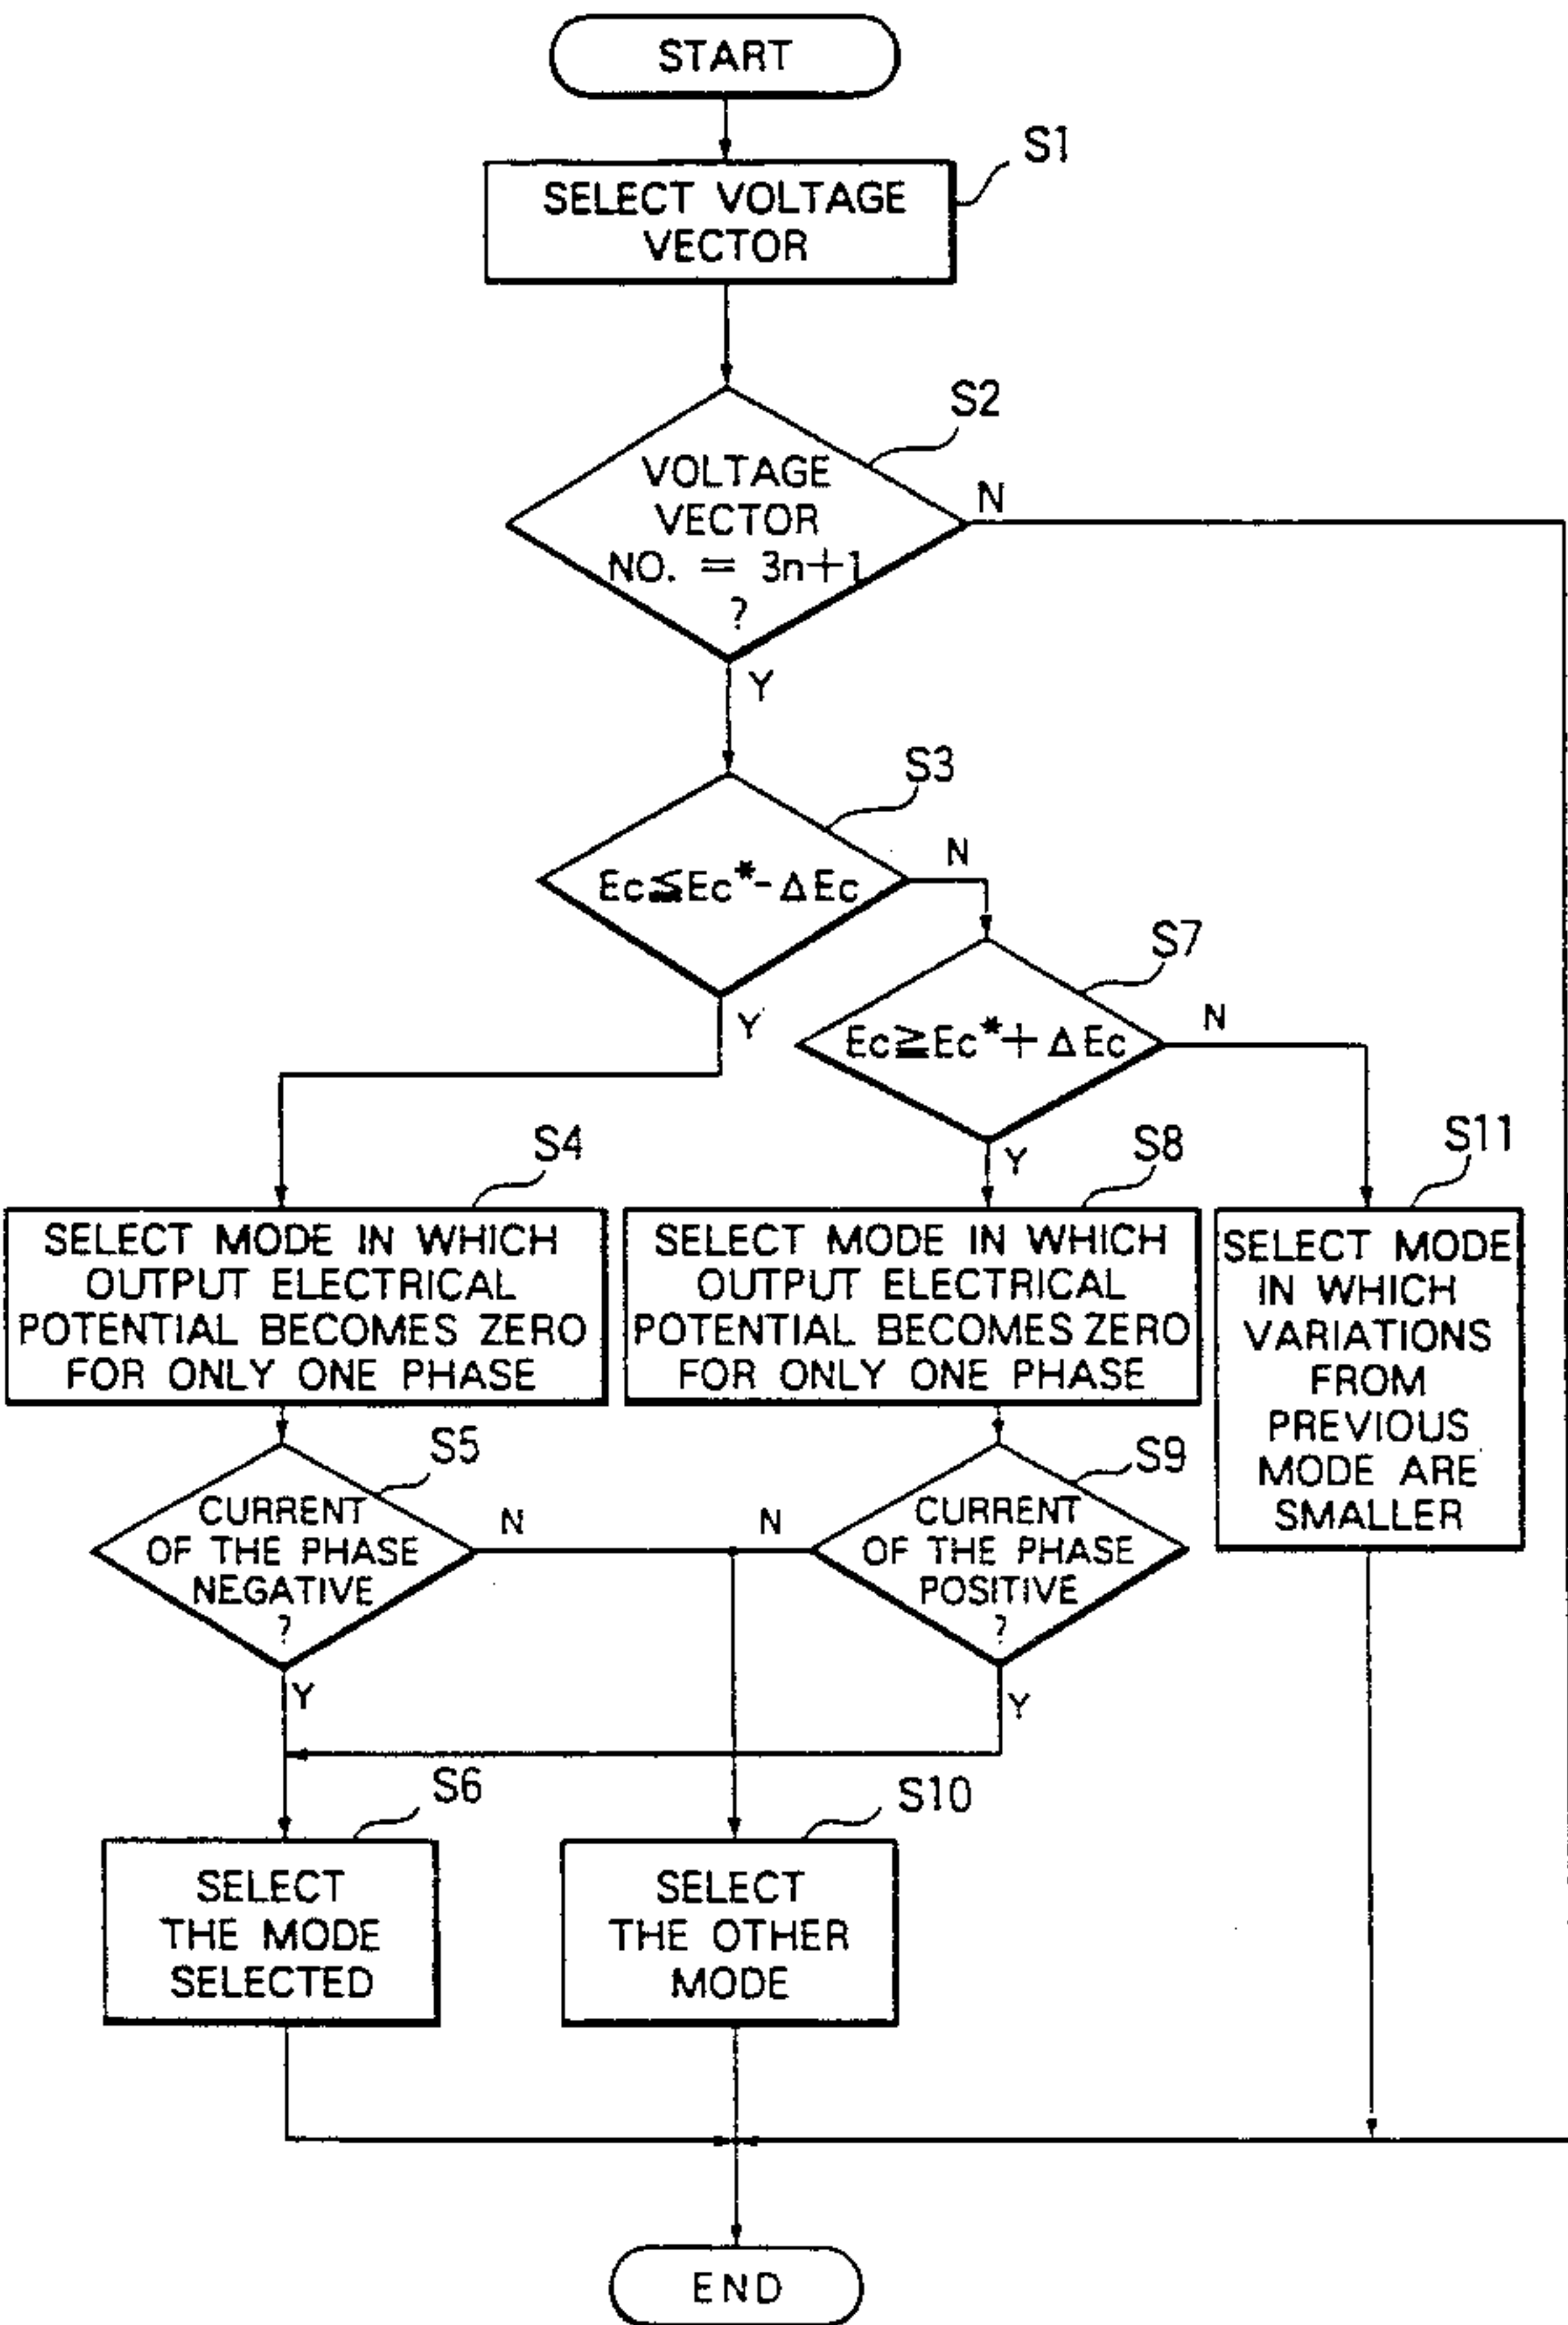 START
S1
SELECT VOLTAGE
VECTOR
S2
VOLTAGE
VECTOR
NO. = 3n+1
?
N
Y
S3
Ec≦Ec*-ΔEc
N
Y
S7
Ec≧Ec*+ΔEc
N
Y
S4
SELECT MODE IN WHICH
OUTPUT ELECTRICAL
POTENTIAL BECOMES ZERO
FOR ONLY ONE PHASE
S8
SELECT MODE IN WHICH
OUTPUT ELECTRICAL
POTENTIAL BECOMES ZERO
FOR ONLY ONE PHASE
S11
SELECT MODE
IN WHICH
VARIATIONS
FROM
PREVIOUS
MODE ARE
SMALLER
S5
CURRENT
OF THE PHASE
NEGATIVE
?
N
Y
S9
CURRENT
OF THE PHASE
POSITIVE
?
N
Y
S6
SELECT
THE MODE
SELECTED
S10
SELECT
THE OTHER
MODE
END